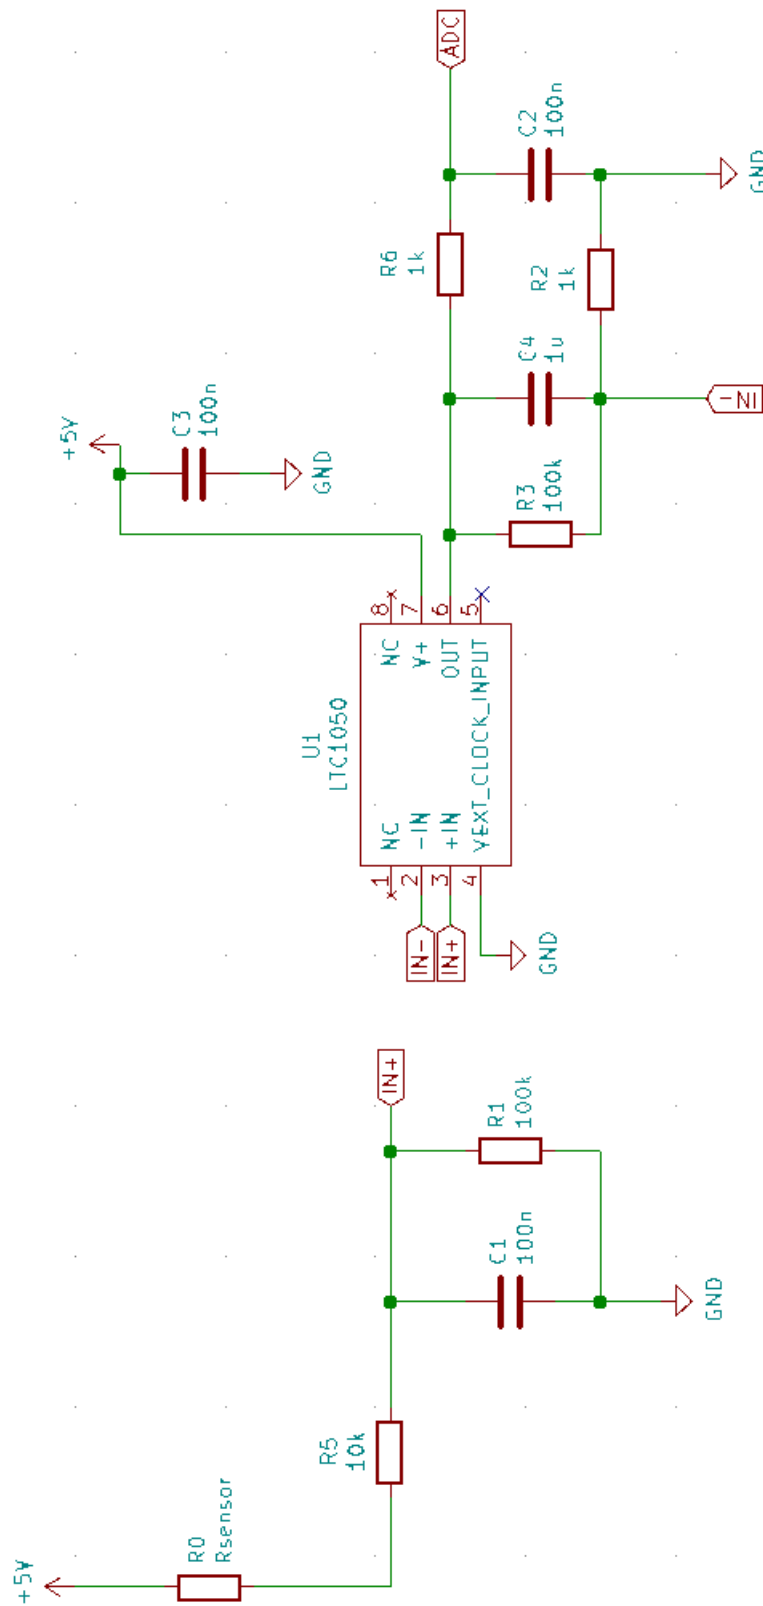 +5V
R0
Rsensor
R5
10k
C1
100n
R1
100k
GND
IN+
IN-
IN+
GND
U1
LTC1050
1
NC
2
-IN
3
+IN
4
VEXT_CLOCK_INPUT
NC
8
V+
7
OUT
6
5
+5V
C3
100n
GND
R3
100k
C4
1u
R6
1k
R2
1k
C2
100n
IN-
GND
ADC